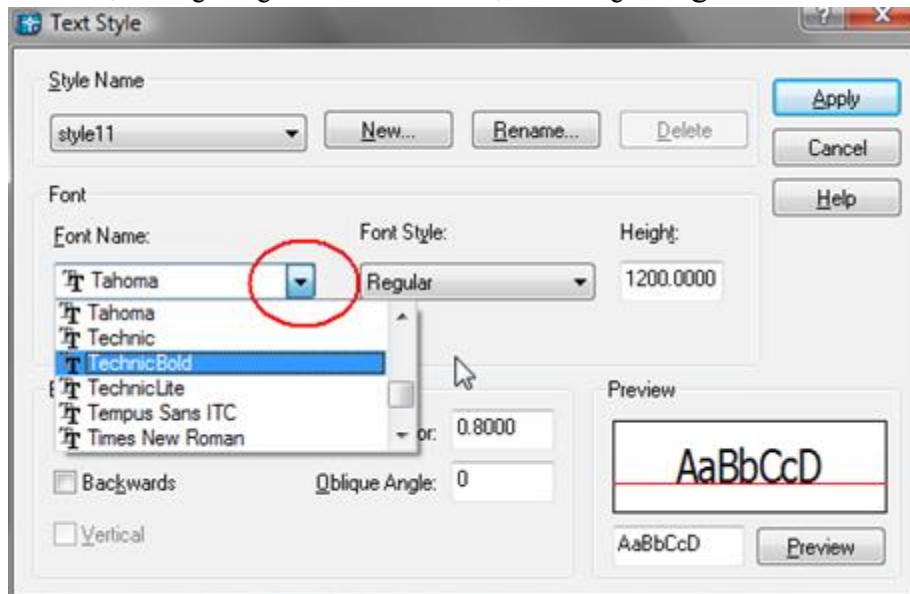 Text Style
Style Name
style11
New...
Rename...
Delete
Apply
Cancel
Help
Font
Font Name:
Font Style:
Height:
Tahoma
Regular
1200.0000
Tahoma
Technic
TechnicBold
TechnicLite
Tempus Sans ITC
Times New Roman
or: 0.8000
Backwards
Oblique Angle: 0
Vertical
Preview
AaBbCcD
AaBbCcD
Preview